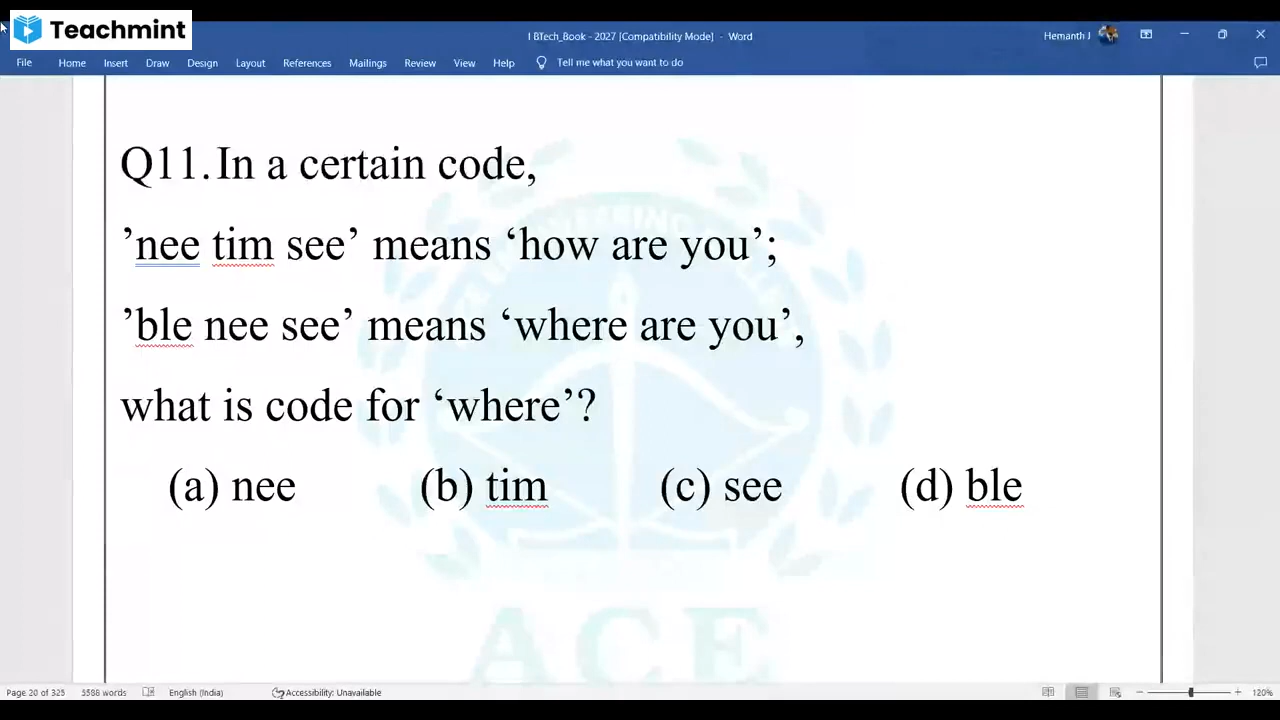 Teachmint
I BTech_Book - 2027 [Compatibility Mode] - Word
Hemanth J
File Home Insert Draw Design Layout References Mailings Review View Help Tell me what you want to do
Q11. In a certain code,
’nee tim see’ means ‘how are you’;
’ble nee see’ means ‘where are you’,
what is code for ‘where’?
(a) nee (b) tim (c) see (d) ble
ACE
Page 20 of 325 5588 words English (India) Accessibility: Unavailable 120%